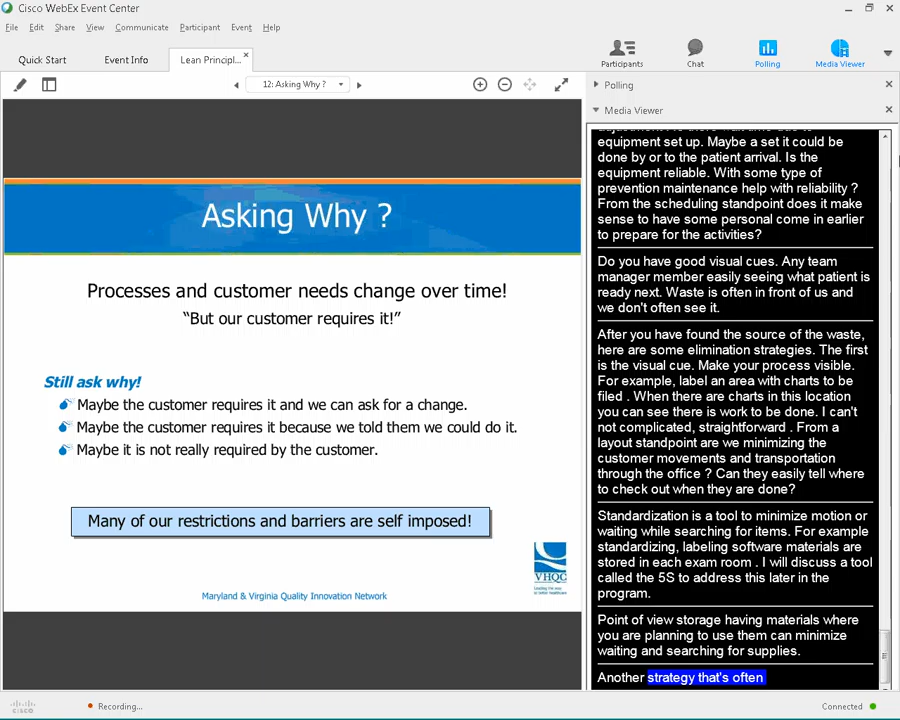 Cisco WebEx Event Center
File Edit Share View Communicate Participant Event Help
Quick Start Event Info Lean Principl...
Participants Chat Polling Media Viewer
12: Asking Why ?
Asking Why ?
Processes and customer needs change over time!
“But our customer requires it!”
Still ask why!
Maybe the customer requires it and we can ask for a change.
Maybe the customer requires it because we told them we could do it.
Maybe it is not really required by the customer.
Many of our restrictions and barriers are self imposed!
VHQC
Maryland & Virginia Quality Innovation Network
Polling
Media Viewer
equipment set up. Maybe a set it could be
done by or to the patient arrival. Is the
equipment reliable. With some type of
prevention maintenance help with reliability ?
From the scheduling standpoint does it make
sense to have some personal come in earlier
to prepare for the activities?
Do you have good visual cues. Any team
manager member easily seeing what patient is
ready next. Waste is often in front of us and
we don't often see it.
After you have found the source of the waste,
here are some elimination strategies. The first
is the visual cue. Make your process visible.
For example, label an area with charts to be
filed . When there are charts in this location
you can see there is work to be done. I can't
not complicated, straightforward . From a
layout standpoint are we minimizing the
customer movements and transportation
through the office ? Can they easily tell where
to check out when they are done?
Standardization is a tool to minimize motion or
waiting while searching for items. For example
standardizing, labeling software materials are
stored in each exam room . I will discuss a tool
called the 5S to address this later in the
program.
Point of view storage having materials where
you are planning to use them can minimize
waiting and searching for supplies.
Another strategy that's often
CISCO
Recording...
Connected